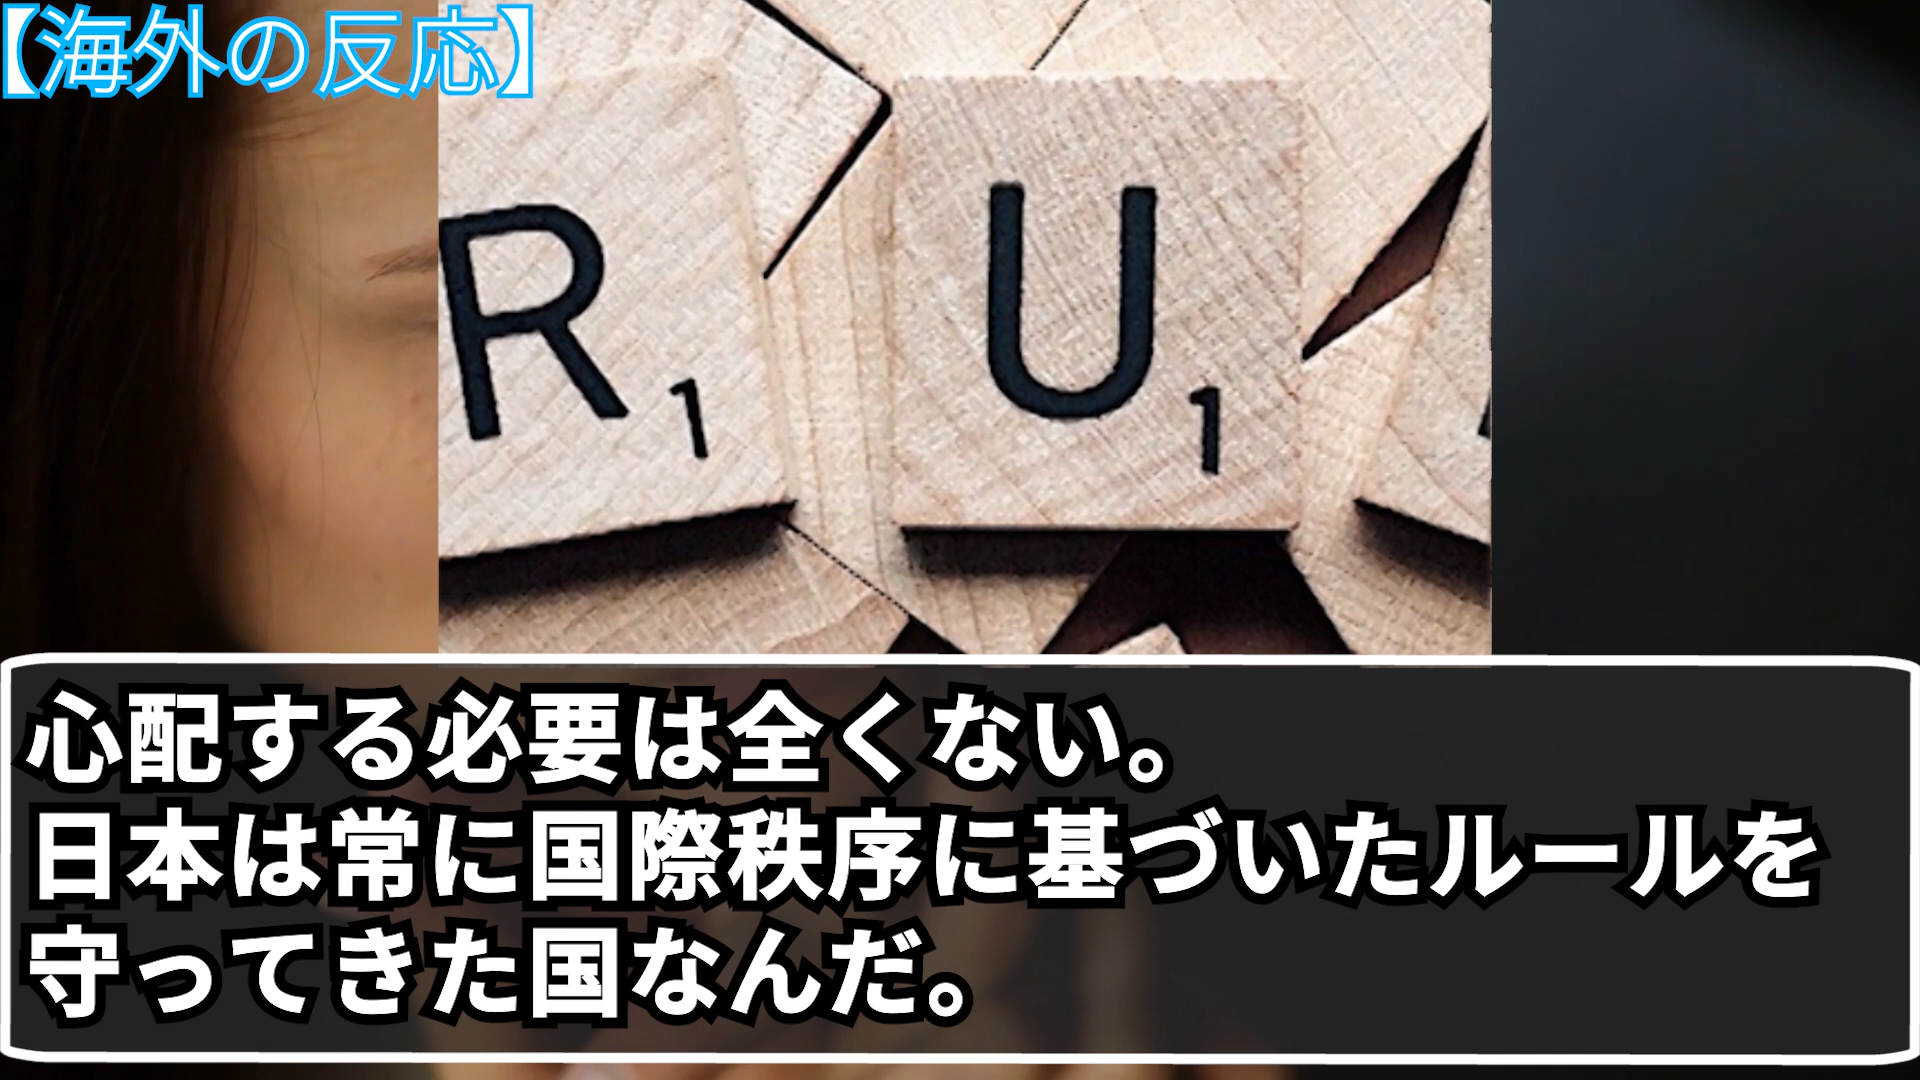 【海外の反応】
R1 U1
心配する必要は全くない。
日本は常に国際秩序に基づいたルールを
守ってきた国なんだ。